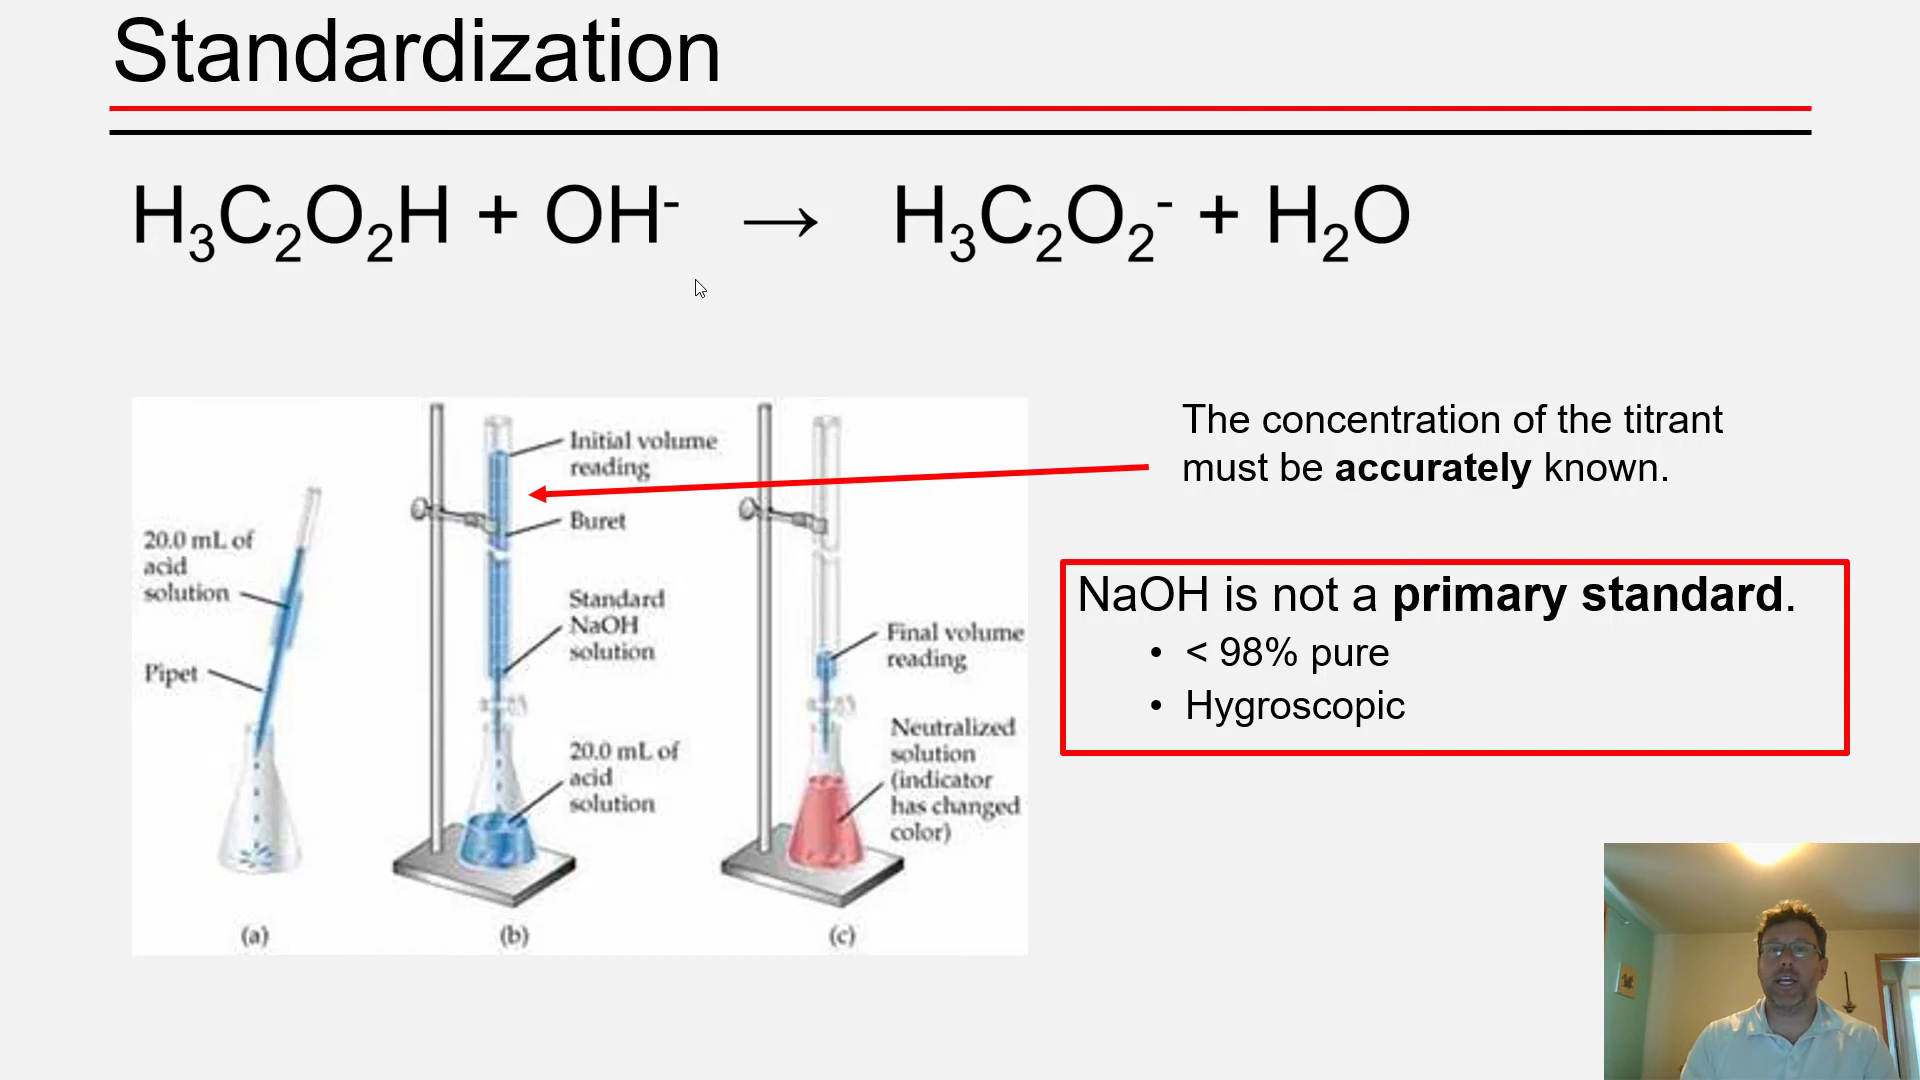 Standardization
H₃C₂O₂H + OH⁻ → H₃C₂O₂⁻ + H₂O
The concentration of the titrant
must be accurately known.
NaOH is not a primary standard.
• < 98% pure
• Hygroscopic
20.0 mL of
acid
solution
Pipet
(a)
Initial volume
reading
Buret
Standard
NaOH
solution
20.0 mL of
acid
solution
(b)
Final volume
reading
Neutralized
solution
(indicator
has changed
color)
(c)